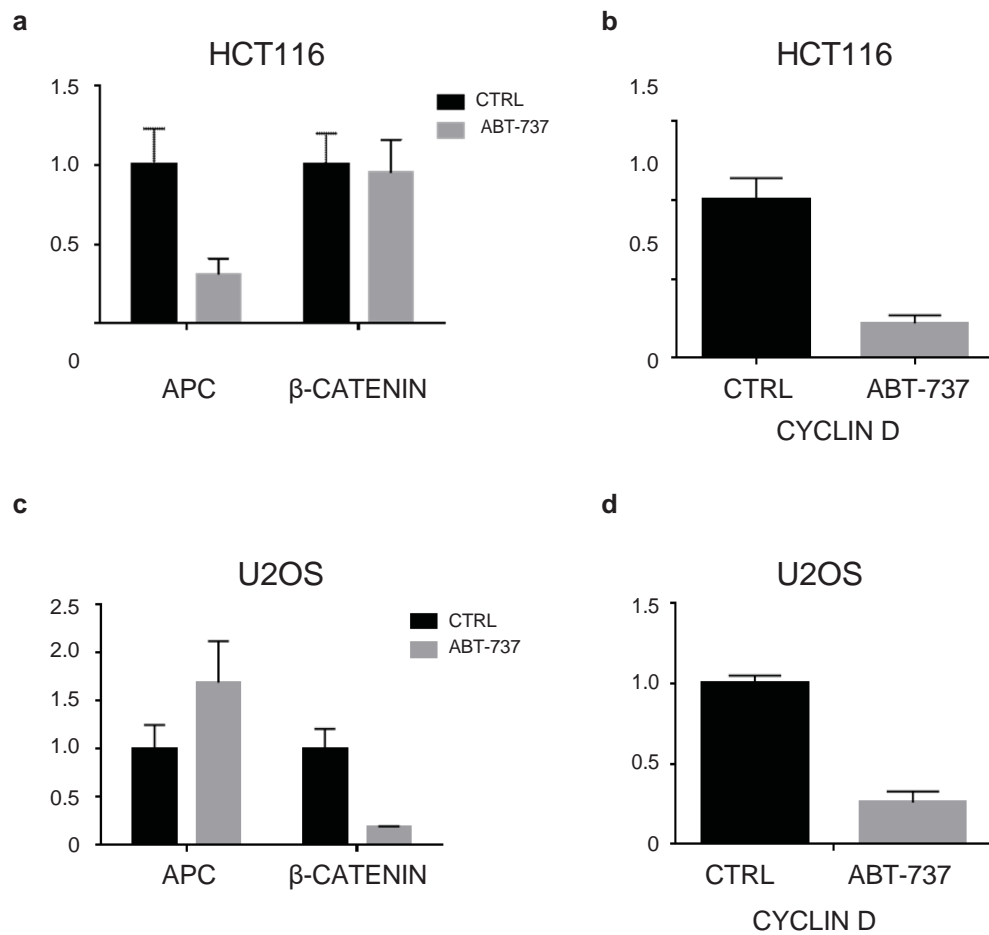 a
HCT116
1.5
1.0
0.5
0
CTRL
ABT-737
APC β-CATENIN
b
HCT116
1.5
1.0
0.5
0
CTRL ABT-737
CYCLIN D
c
U2OS
2.5
2.0
1.5
1.0
0.5
0
CTRL
ABT-737
APC β-CATENIN
d
U2OS
1.5
1.0
0.5
0
CTRL ABT-737
CYCLIN D